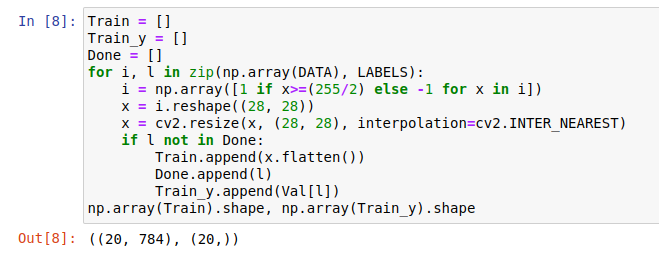 In [8]: Train = []
Train_y = []
Done = []
for i, l in zip(np.array(DATA), LABELS):
    i = np.array([1 if x>=(255/2) else -1 for x in i])
    x = i.reshape((28, 28))
    x = cv2.resize(x, (28, 28), interpolation=cv2.INTER_NEAREST)
    if l not in Done:
        Train.append(x.flatten())
        Done.append(l)
        Train_y.append(Val[l])
np.array(Train).shape, np.array(Train_y).shape
Out[8]: ((20, 784), (20,))